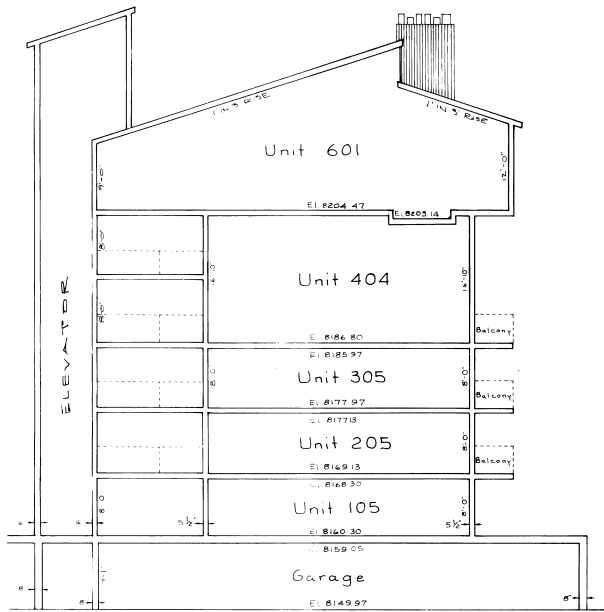 1' IN 3' RISE
1' IN 3' RISE
Unit 601
9'-0"
12'-0"
El 8204.47
El 8203.14
8'-0"
16'-10"
16'-10"
Unit 404
8'-0"
ELEVATOR
Balcony
El 8186.80
El 8185.97
8'-0"
Unit 305
8'-0"
Balcony
El 8177.97
El 8177.13
Unit 205
8'-0"
Balcony
El 8169.13
El 8168.30
8'-0"
Unit 105
8'-0"
6
6
5 1/2"
5 1/2"
El 8160.30
El 8159.05
Garage
8
8
8"
El 8149.97